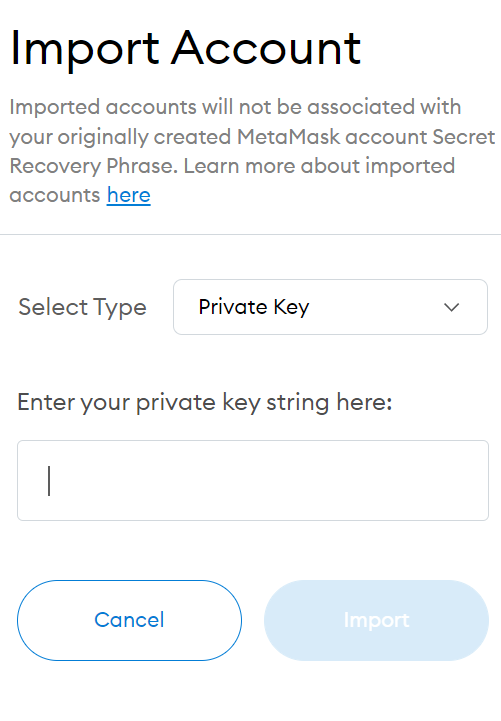 Import Account
Imported accounts will not be associated with
your originally created MetaMask account Secret
Recovery Phrase. Learn more about imported
accounts here
Select Type
Private Key
Enter your private key string here:
Cancel
Import